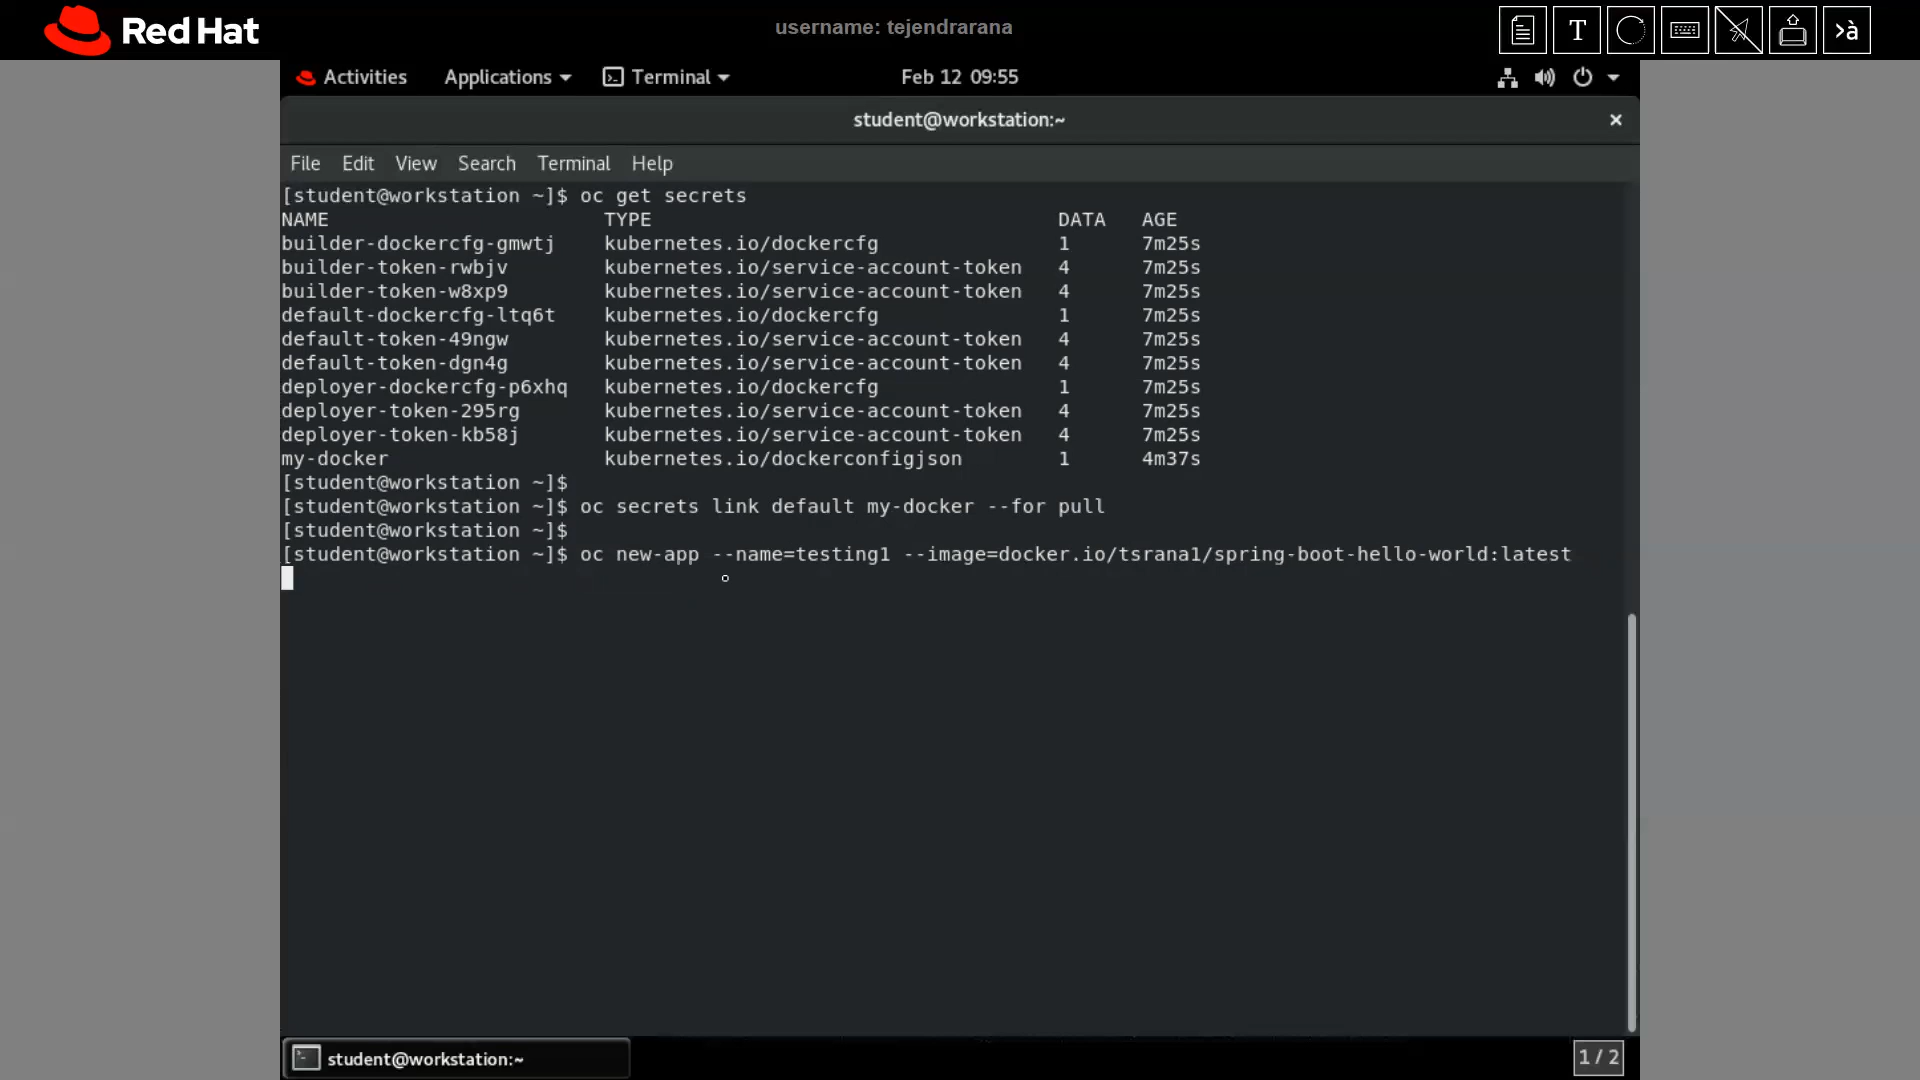 Red Hat
username: tejendrarana
T
>à
Activities Applications Terminal Feb 12 09:55
student@workstation:~ ×
File Edit View Search Terminal Help
[student@workstation ~]$ oc get secrets
NAME TYPE DATA AGE
builder-dockercfg-gmwtj kubernetes.io/dockercfg 1 7m25s
builder-token-rwbjv kubernetes.io/service-account-token 4 7m25s
builder-token-w8xp9 kubernetes.io/service-account-token 4 7m25s
default-dockercfg-ltq6t kubernetes.io/dockercfg 1 7m25s
default-token-49ngw kubernetes.io/service-account-token 4 7m25s
default-token-dgn4g kubernetes.io/service-account-token 4 7m25s
deployer-dockercfg-p6xhq kubernetes.io/dockercfg 1 7m25s
deployer-token-295rg kubernetes.io/service-account-token 4 7m25s
deployer-token-kb58j kubernetes.io/service-account-token 4 7m25s
my-docker kubernetes.io/dockerconfigjson 1 4m37s
[student@workstation ~]$
[student@workstation ~]$ oc secrets link default my-docker --for pull
[student@workstation ~]$
[student@workstation ~]$ oc new-app --name=testing1 --image=docker.io/tsrana1/spring-boot-hello-world:latest
student@workstation:~ 1 / 2